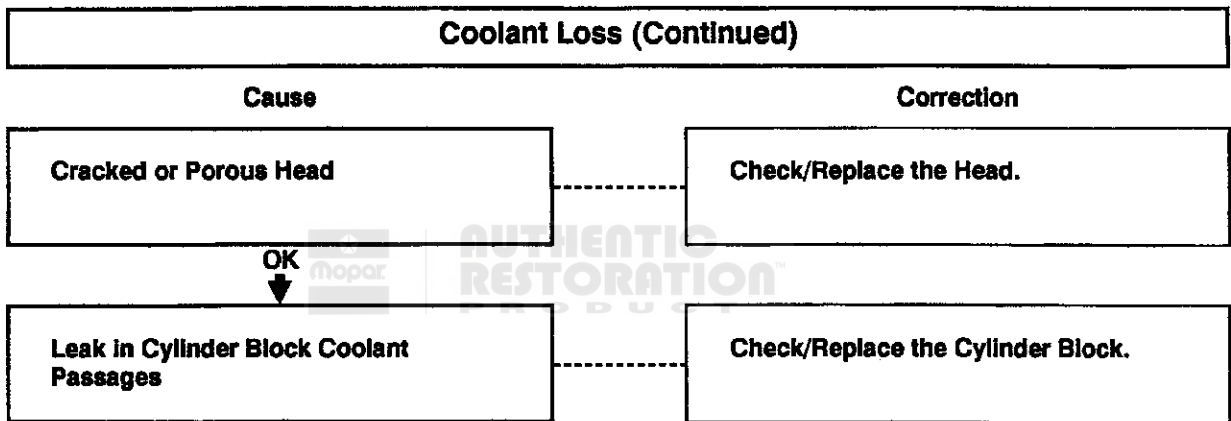 Coolant Loss (Continued)
Cause
Correction
Cracked or Porous Head
Check/Replace the Head.
OK
Mopar.
AUTHENTIC
RESTORATION™
PRODUCT
Leak in Cylinder Block Coolant
Passages
Check/Replace the Cylinder Block.